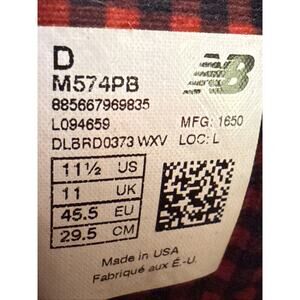 D
NB
M574PB
885667969835
L094659 MFG: 1650
DLBRD0373 WXV LOC: L
11½ US
11 UK
45.5 EU
29.5 CM
Made in USA
Fabriqué aux É.-U.